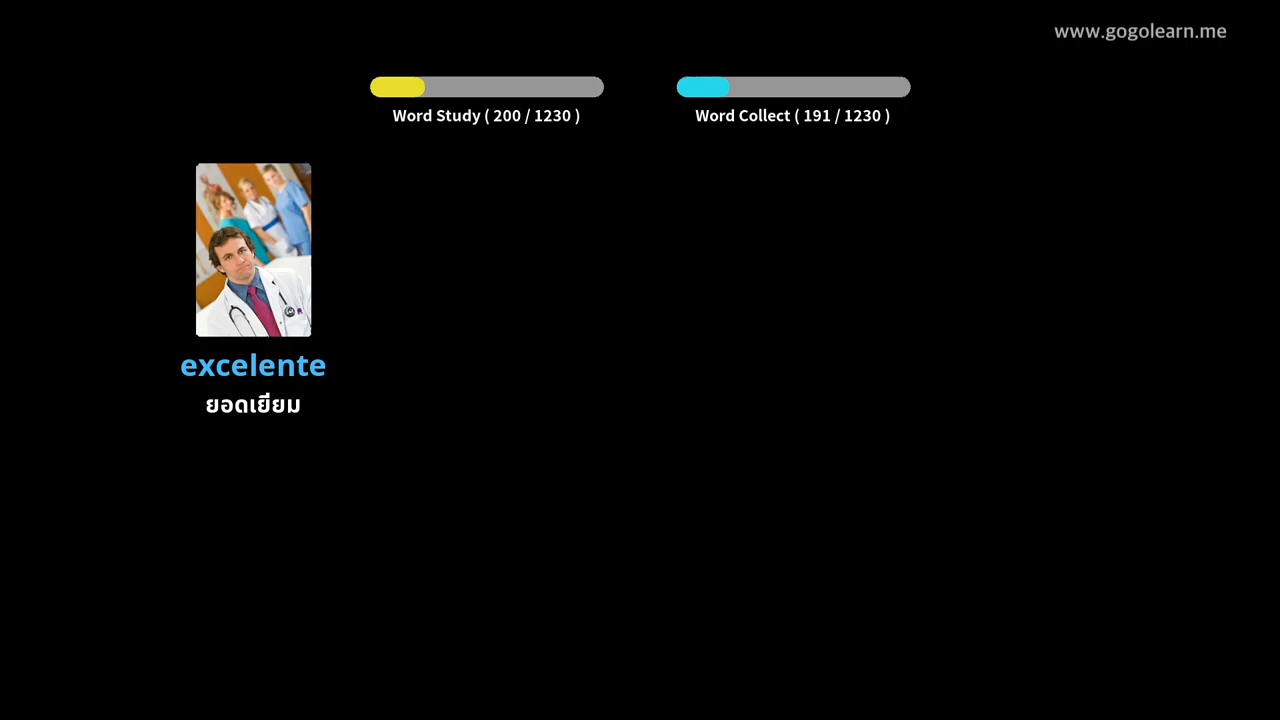 www.gogolearn.me
Word Study ( 200 / 1230 )
Word Collect ( 191 / 1230 )
excelente
ยอดเยี่ยม